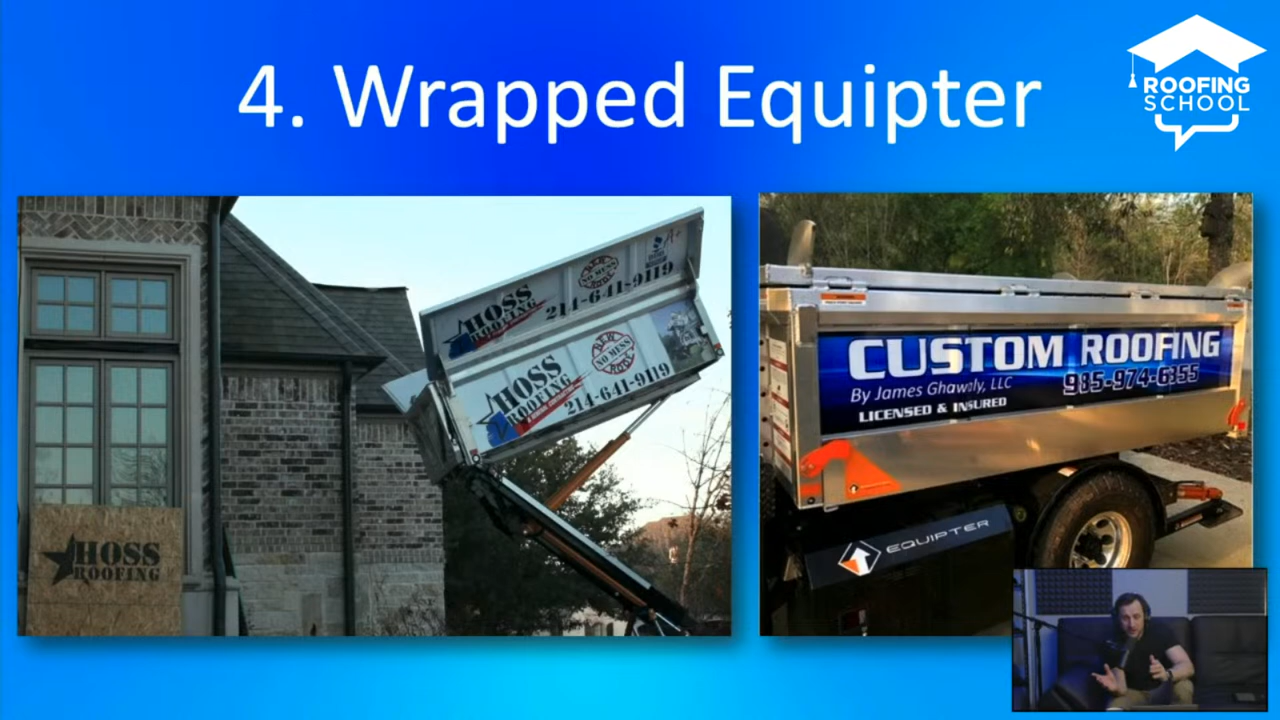 4. Wrapped Equipter
ROOFING
SCHOOL
HOSS
ROOFING
NO MESS
214-641-9119
HOSS
ROOFING
NO MESS
214-641-9119
HOSS
ROOFING
CUSTOM ROOFING
By James Ghawaly, LLC
985-974-6155
LICENSED & INSURED
EQUIPTER